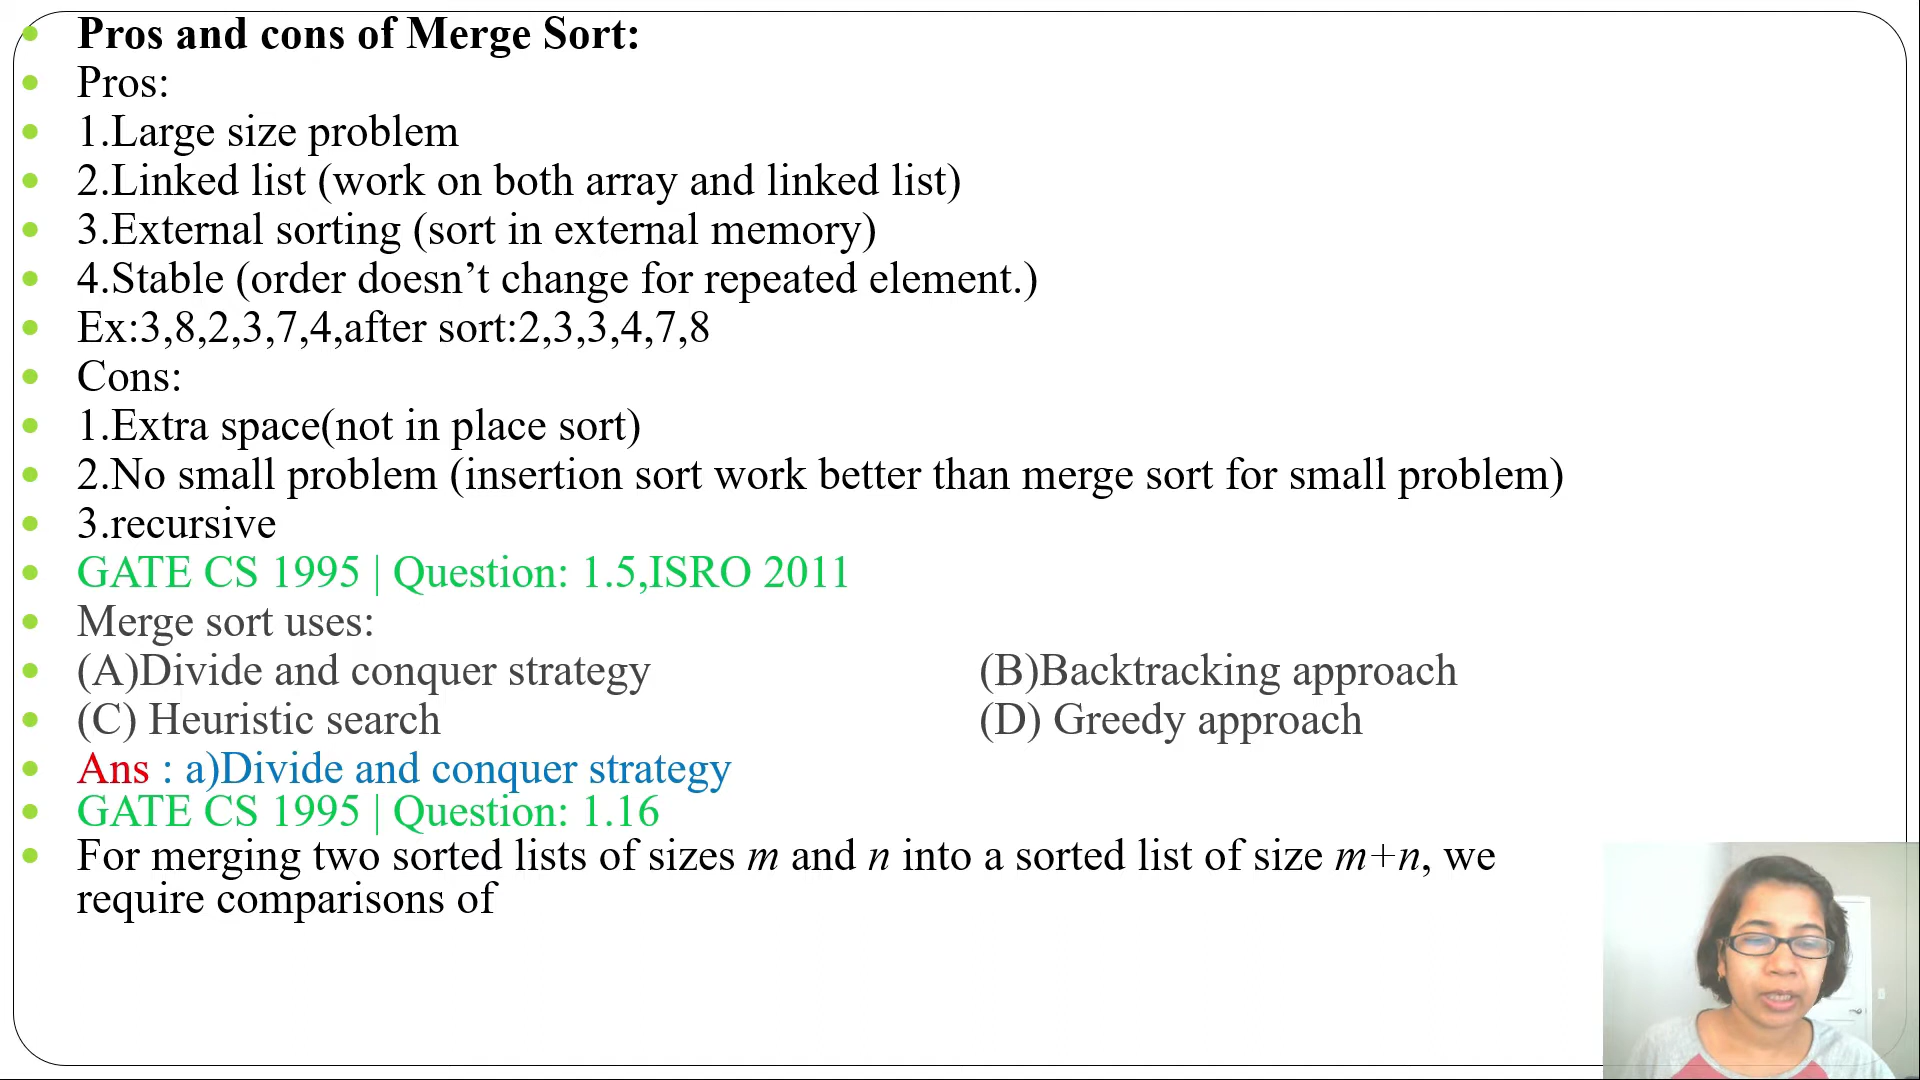 Pros and cons of Merge Sort:
Pros:
1.Large size problem
2.Linked list (work on both array and linked list)
3.External sorting (sort in external memory)
4.Stable (order doesn’t change for repeated element.)
Ex:3,8,2,3,7,4,after sort:2,3,3,4,7,8
Cons:
1.Extra space(not in place sort)
2.No small problem (insertion sort work better than merge sort for small problem)
3.recursive
GATE CS 1995 | Question: 1.5,ISRO 2011
Merge sort uses:
(A)Divide and conquer strategy (B)Backtracking approach
(C) Heuristic search (D) Greedy approach
Ans : a)Divide and conquer strategy
GATE CS 1995 | Question: 1.16
For merging two sorted lists of sizes m and n into a sorted list of size m+n, we
require comparisons of